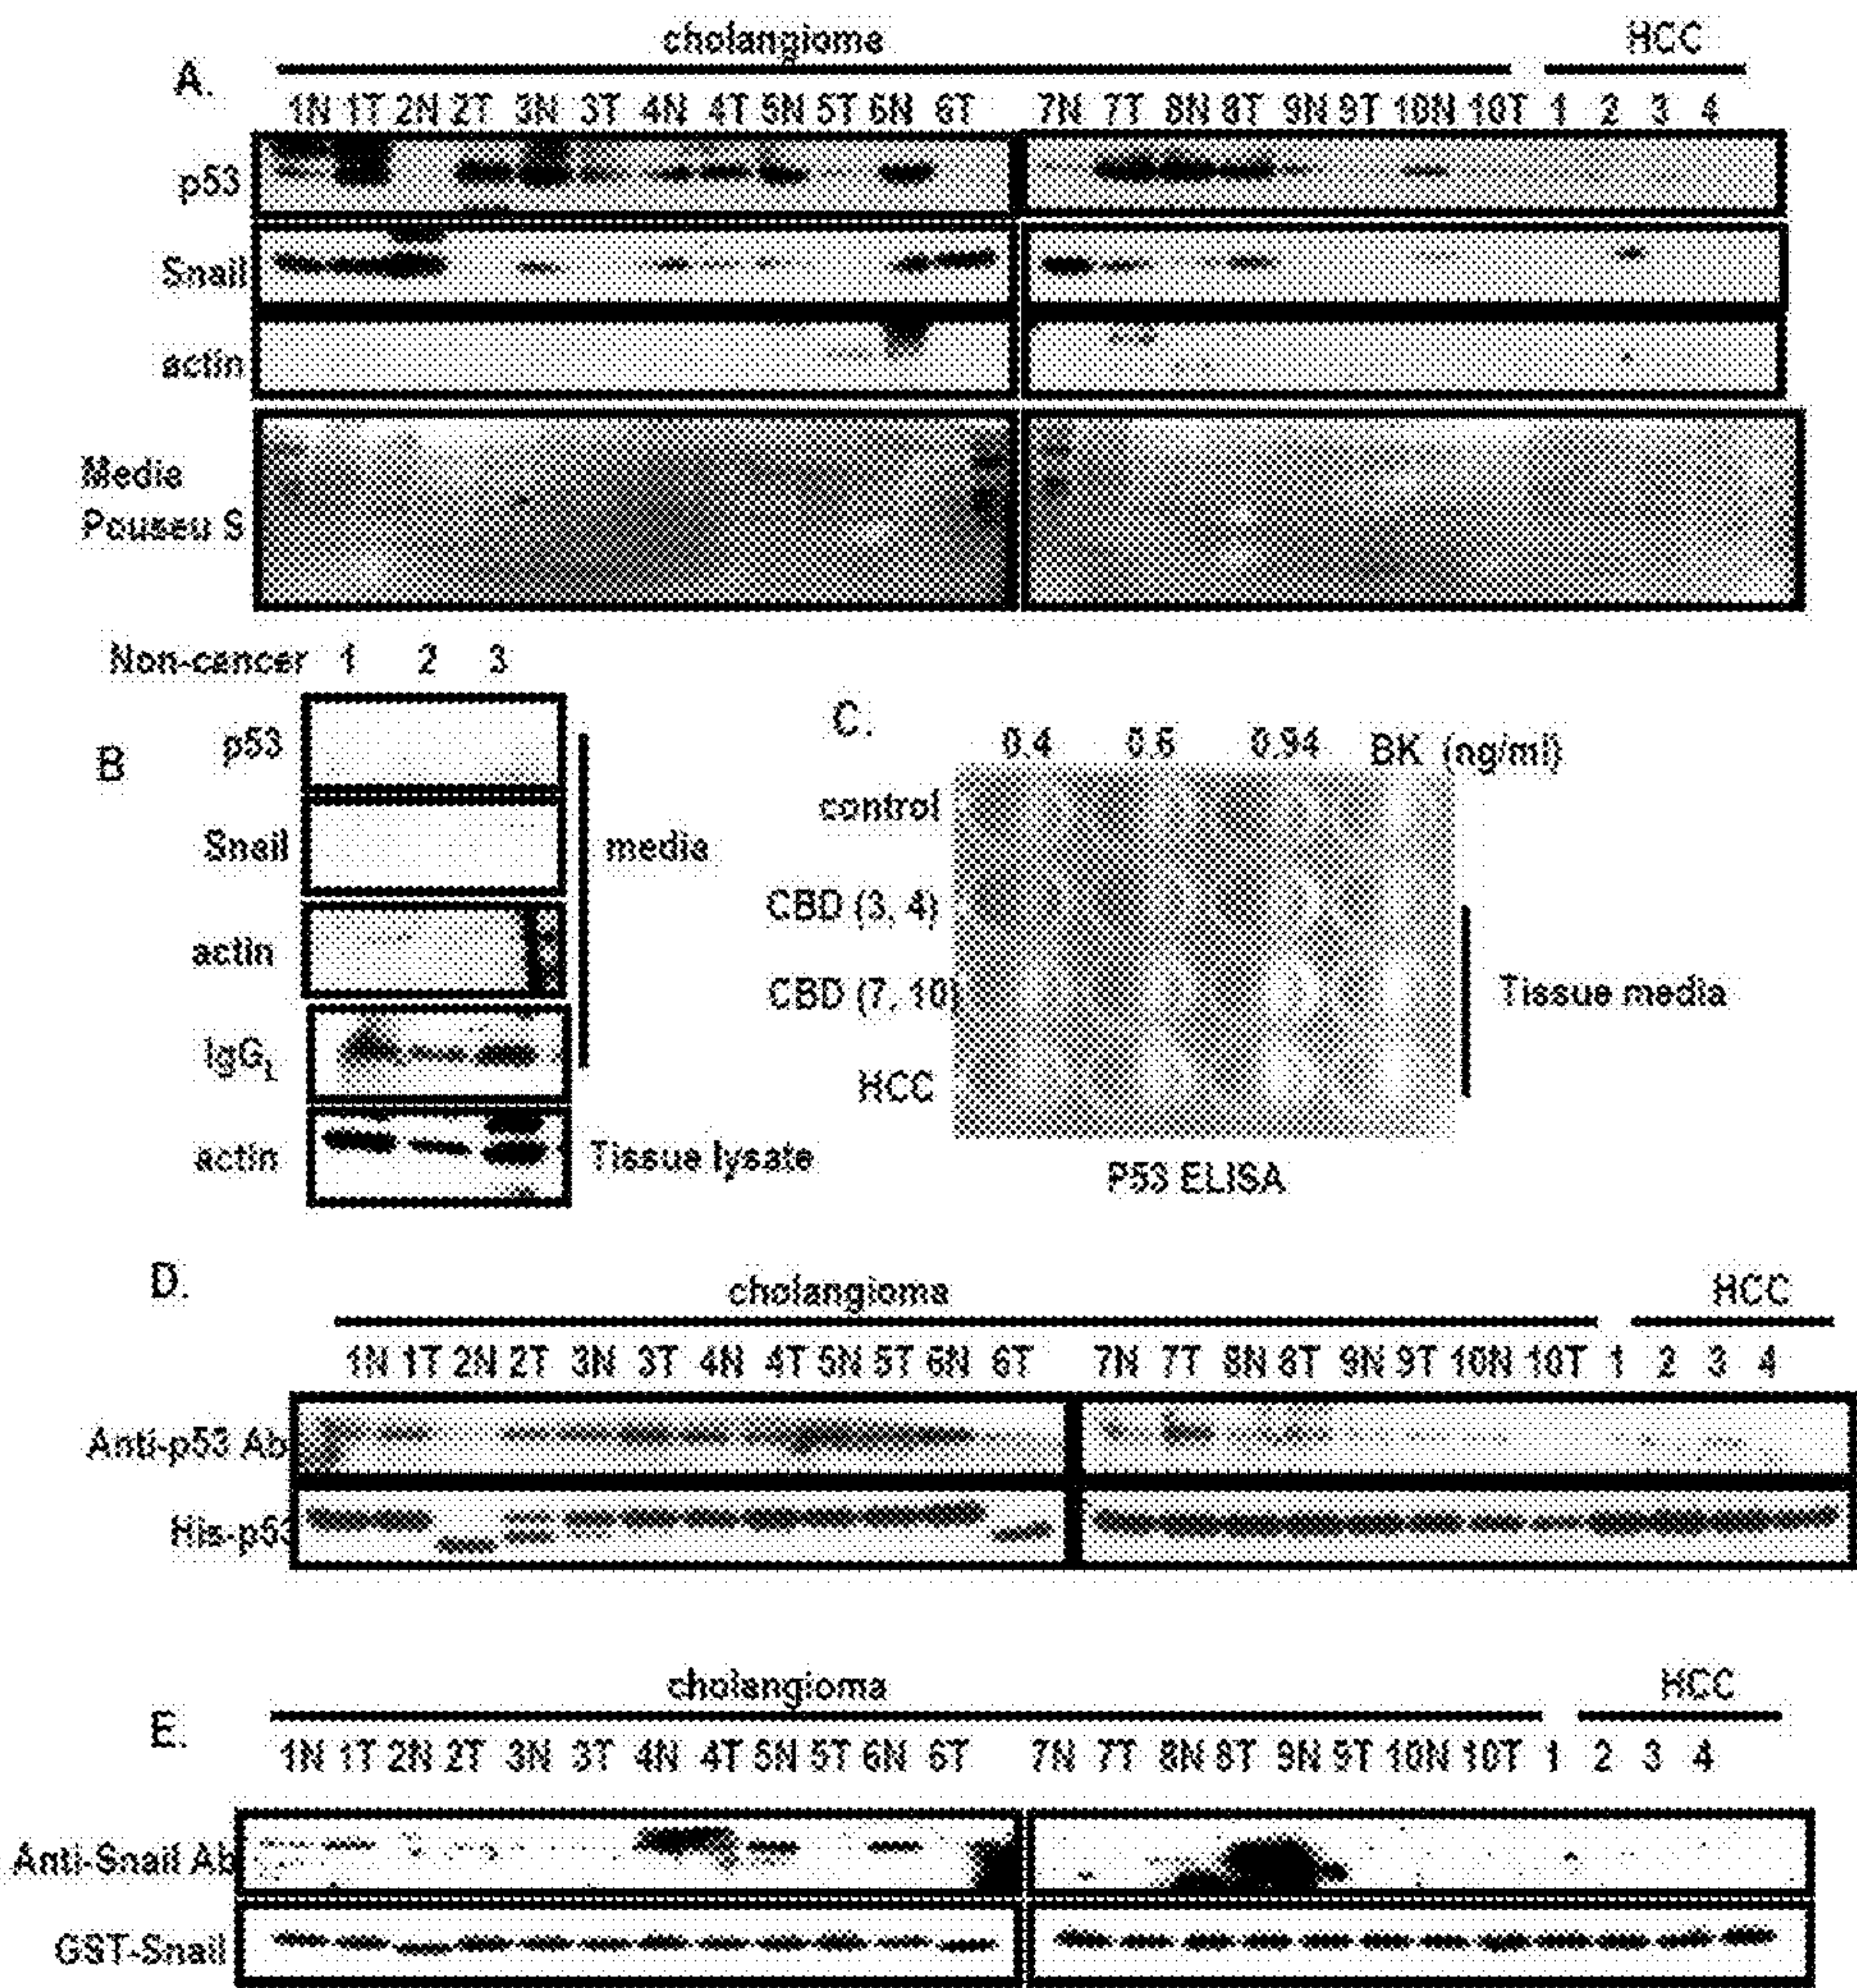 cholangioma HCC
A.
1N 1T 2N 2T 3N 3T 4N 4T 5N 5T 6N 6T 7N 7T 8N 8T 9N 9T 10N 10T 1 2 3 4
p53
Snail
actin
Media
Pouseu S
Non-cancer 1 2 3
B
p53
Snail
media
actin
IgG1
actin Tissue lysate
C.
0.4 0.6 0.94 BK (ng/ml)
control
CBD (3, 4)
CBD (7, 10) Tissue media
HCC
P53 ELISA
D.
cholangioma HCC
1N 1T 2N 2T 3N 3T 4N 4T 5N 5T 6N 6T 7N 7T 8N 8T 9N 9T 10N 10T 1 2 3 4
Anti-p53 Ab
His-p53
cholangioma HCC
E.
1N 1T 2N 2T 3N 3T 4N 4T 5N 5T 6N 6T 7N 7T 8N 8T 9N 9T 10N 10T 1 2 3 4
Anti-Snail Ab
GST-Snail